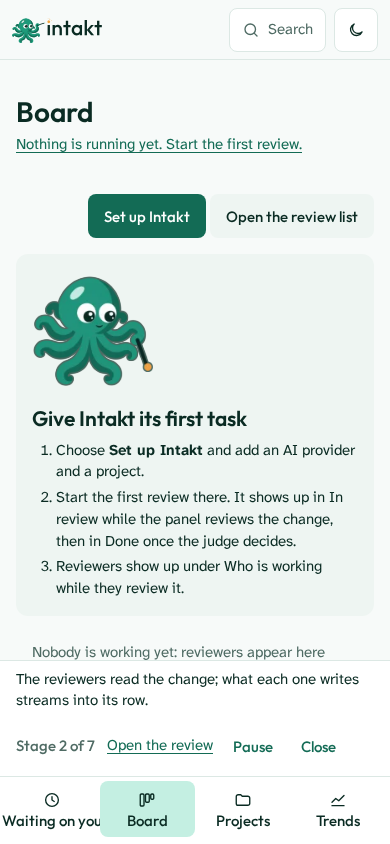 intakt
Search
Board
Nothing is running yet. Start the first review.
Set up Intakt
Open the review list
Give Intakt its first task
1. Choose Set up Intakt and add an AI provider
and a project.
2. Start the first review there. It shows up in In
review while the panel reviews the change,
then in Done once the judge decides.
3. Reviewers show up under Who is working
while they review it.
Nobody is working yet: reviewers appear here
The reviewers read the change; what each one writes
streams into its row.
Stage 2 of 7
Open the review
Pause
Close
Waiting on you
Board
Projects
Trends